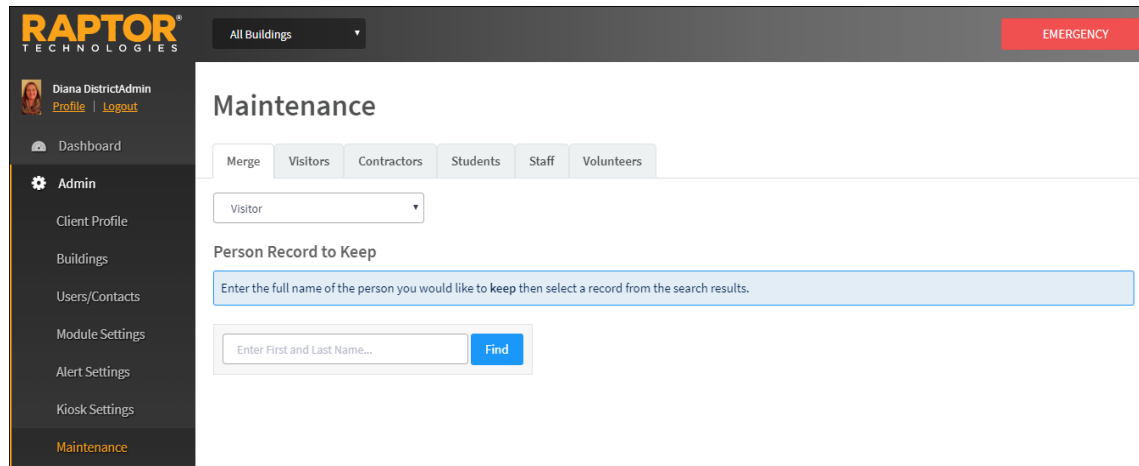 RAPTOR®
TECHNOLOGIES
All Buildings
EMERGENCY
Diana DistrictAdmin
Profile | Logout
Dashboard
Admin
Client Profile
Buildings
Users/Contacts
Module Settings
Alert Settings
Kiosk Settings
Maintenance
Maintenance
Merge Visitors Contractors Students Staff Volunteers
Visitor
Person Record to Keep
Enter the full name of the person you would like to keep then select a record from the search results.
Enter First and Last Name... Find